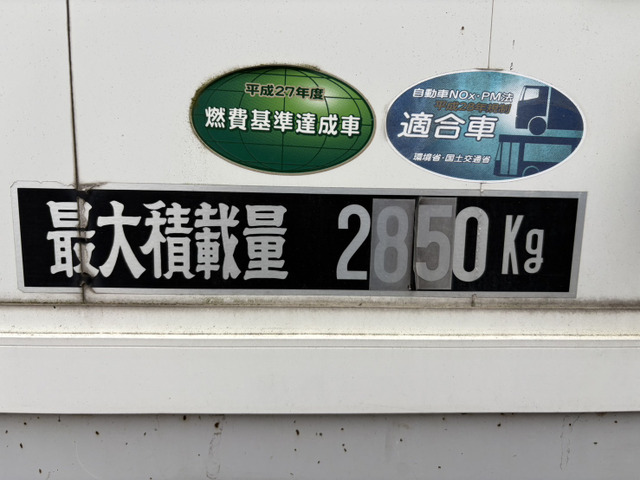 平成27年度
燃費基準達成車
自動車NOx・PM法
適合車
環境省・国土交通省
最大積載量 2850Kg